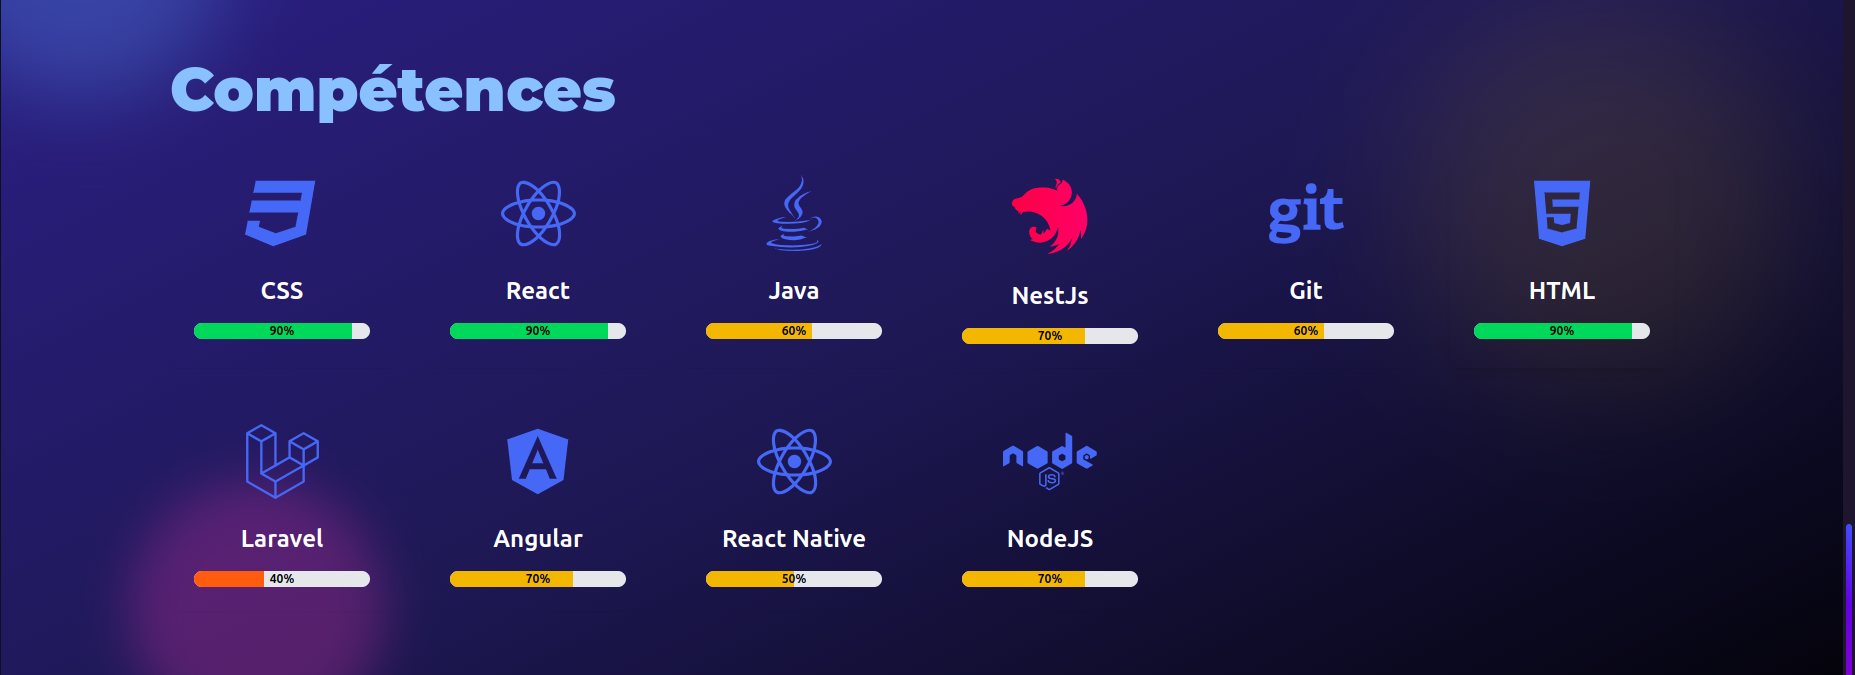 Compétences
git
CSS React Java NestJs Git HTML
90% 90% 60% 70% 60% 90%
node
JS
Laravel Angular React Native NodeJS
40% 70% 50% 70%